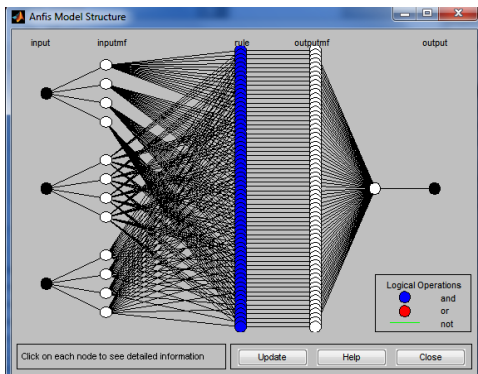 Anfis Model Structure
input inputmf rule outputmf output
Logical Operations
and
or
not
Click on each node to see detailed information
Update Help Close